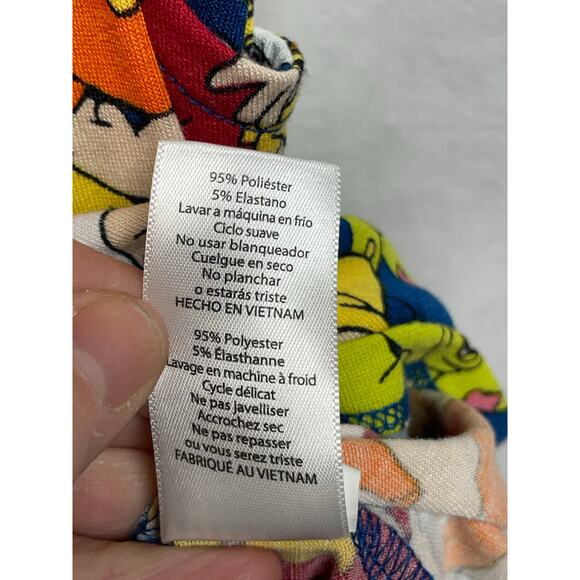 95% Poliéster
5% Elastano
Lavar a máquina en frío
Ciclo suave
No usar blanqueador
Cuelgue en seco
No planchar
o estarás triste
HECHO EN VIETNAM
95% Polyester
5% Élasthanne
Lavage en machine à froid
Cycle délicat
Ne pas javelliser
Accrochez sec
Ne pas repasser
ou vous serez triste
FABRIQUÉ AU VIETNAM